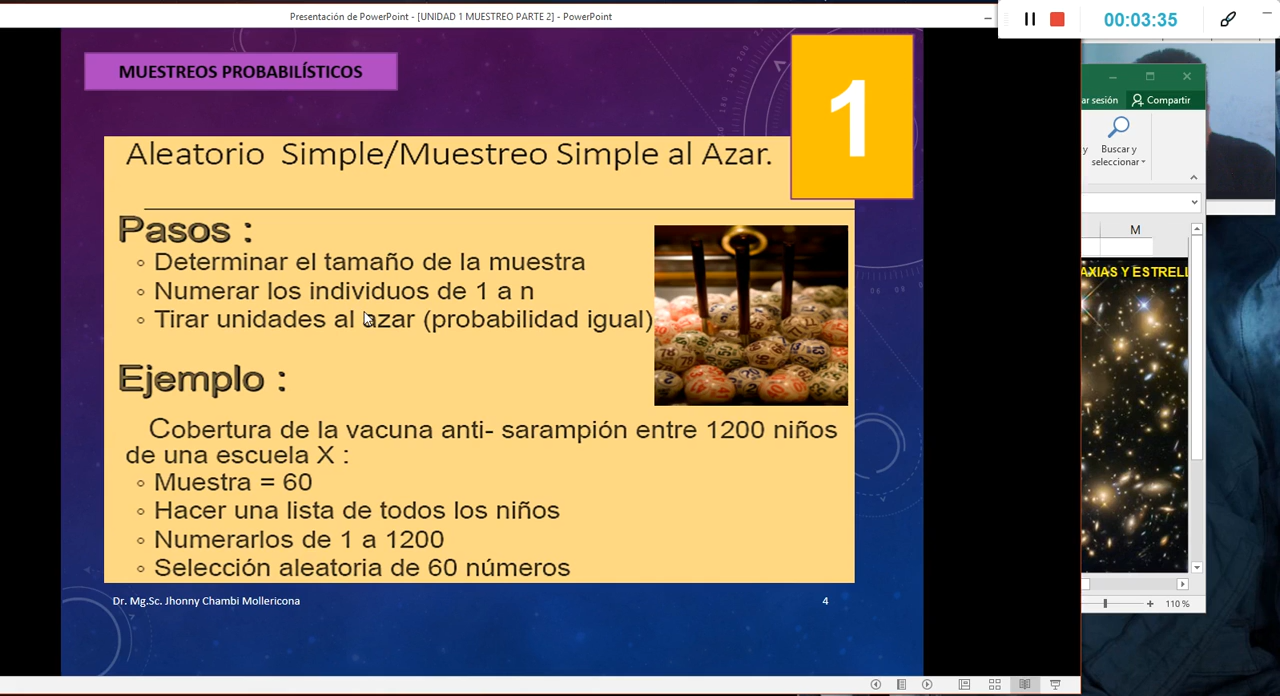 Presentación de PowerPoint - [UNIDAD 1 MUESTREO PARTE 2] - PowerPoint
00:03:35
MUESTREOS PROBABILÍSTICOS
1
Aleatorio Simple/Muestreo Simple al Azar.
Pasos :
◦ Determinar el tamaño de la muestra
◦ Numerar los individuos de 1 a n
◦ Tirar unidades al azar (probabilidad igual)
Ejemplo :
Cobertura de la vacuna anti- sarampión entre 1200 niños
de una escuela X :
◦ Muestra = 60
◦ Hacer una lista de todos los niños
◦ Numerarlos de 1 a 1200
◦ Selección aleatoria de 60 números
Dr. Mg.Sc. Jhonny Chambi Mollericona
4
ar sesión
Compartir
y
Buscar y
seleccionar
M
AXIAS Y ESTRELL
110 %